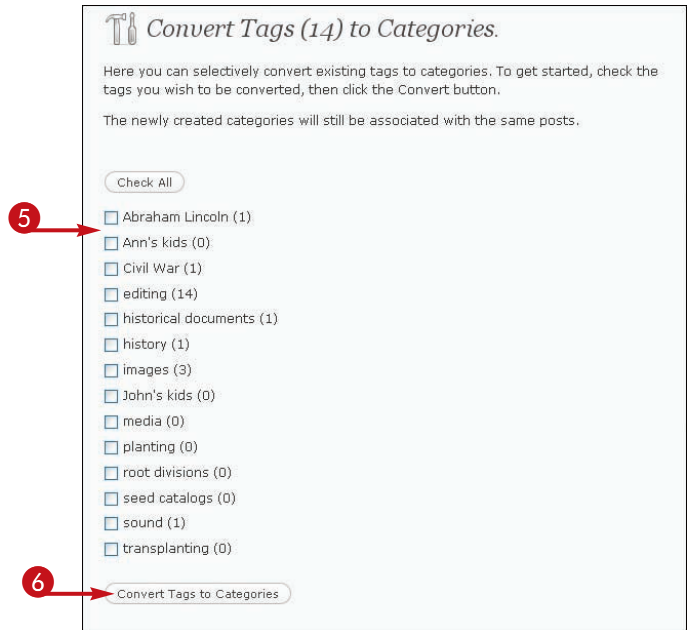 Convert Tags (14) to Categories.
Here you can selectively convert existing tags to categories. To get started, check the
tags you wish to be converted, then click the Convert button.
The newly created categories will still be associated with the same posts.
Check All
5
Abraham Lincoln (1)
Ann's kids (0)
Civil War (1)
editing (14)
historical documents (1)
history (1)
images (3)
John's kids (0)
media (0)
planting (0)
root divisions (0)
seed catalogs (0)
sound (1)
transplanting (0)
6
Convert Tags to Categories